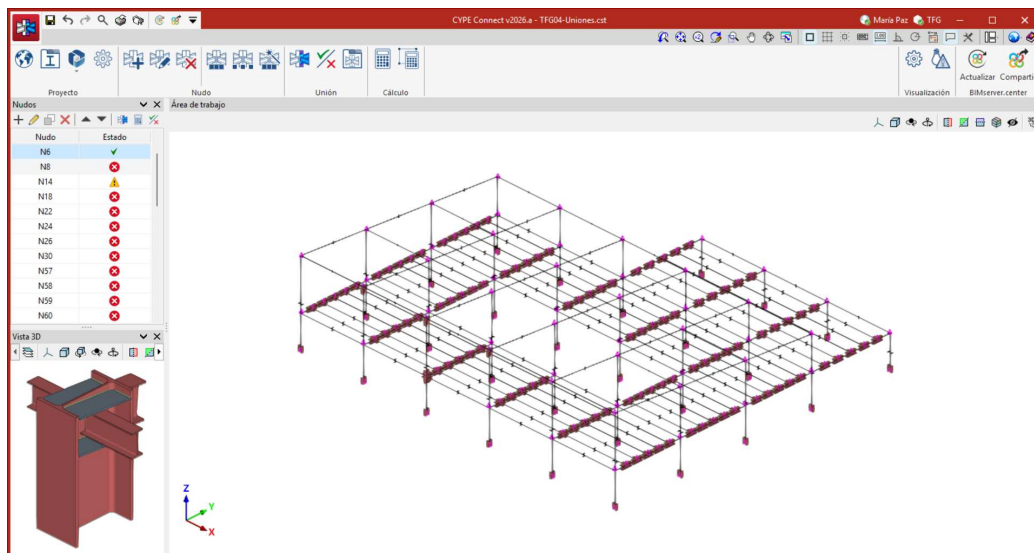 CYPE Connect v2026.a - TFG04-Uniones.cst
María Paz
TFG
Proyecto
Nudo
Unión
Cálculo
Visualización
Actualizar
Comparti
BIMserver.center
Nudos
Área de trabajo
Nudo Estado
N6
N8
N14
N18
N22
N24
N26
N30
N57
N58
N59
N60
Vista 3D
Z
Y
X